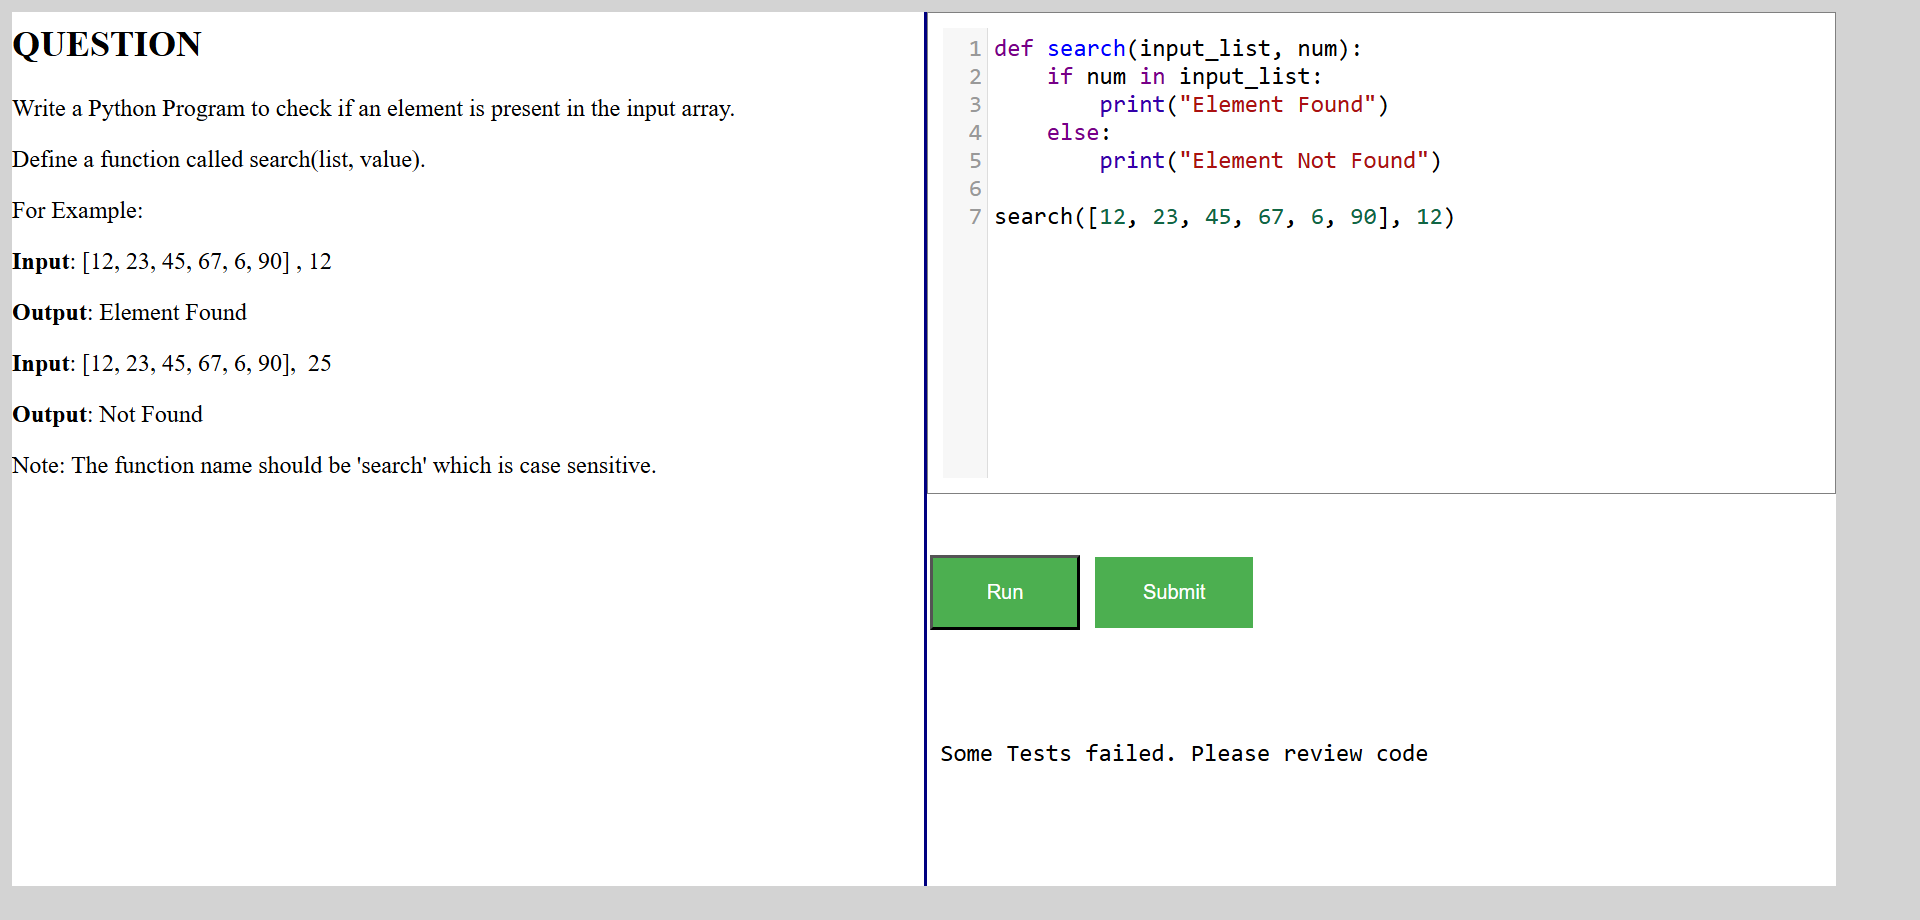 QUESTION
Write a Python Program to check if an element is present in the input array.
Define a function called search(list, value).
For Example:
Input: [12, 23, 45, 67, 6, 90] , 12
Output: Element Found
Input: [12, 23, 45, 67, 6, 90],  25
Output: Not Found
Note: The function name should be 'search' which is case sensitive.
1 def search(input_list, num):
2     if num in input_list:
3         print("Element Found")
4     else:
5         print("Element Not Found")
6
7 search([12, 23, 45, 67, 6, 90], 12)
Run Submit
Some Tests failed. Please review code